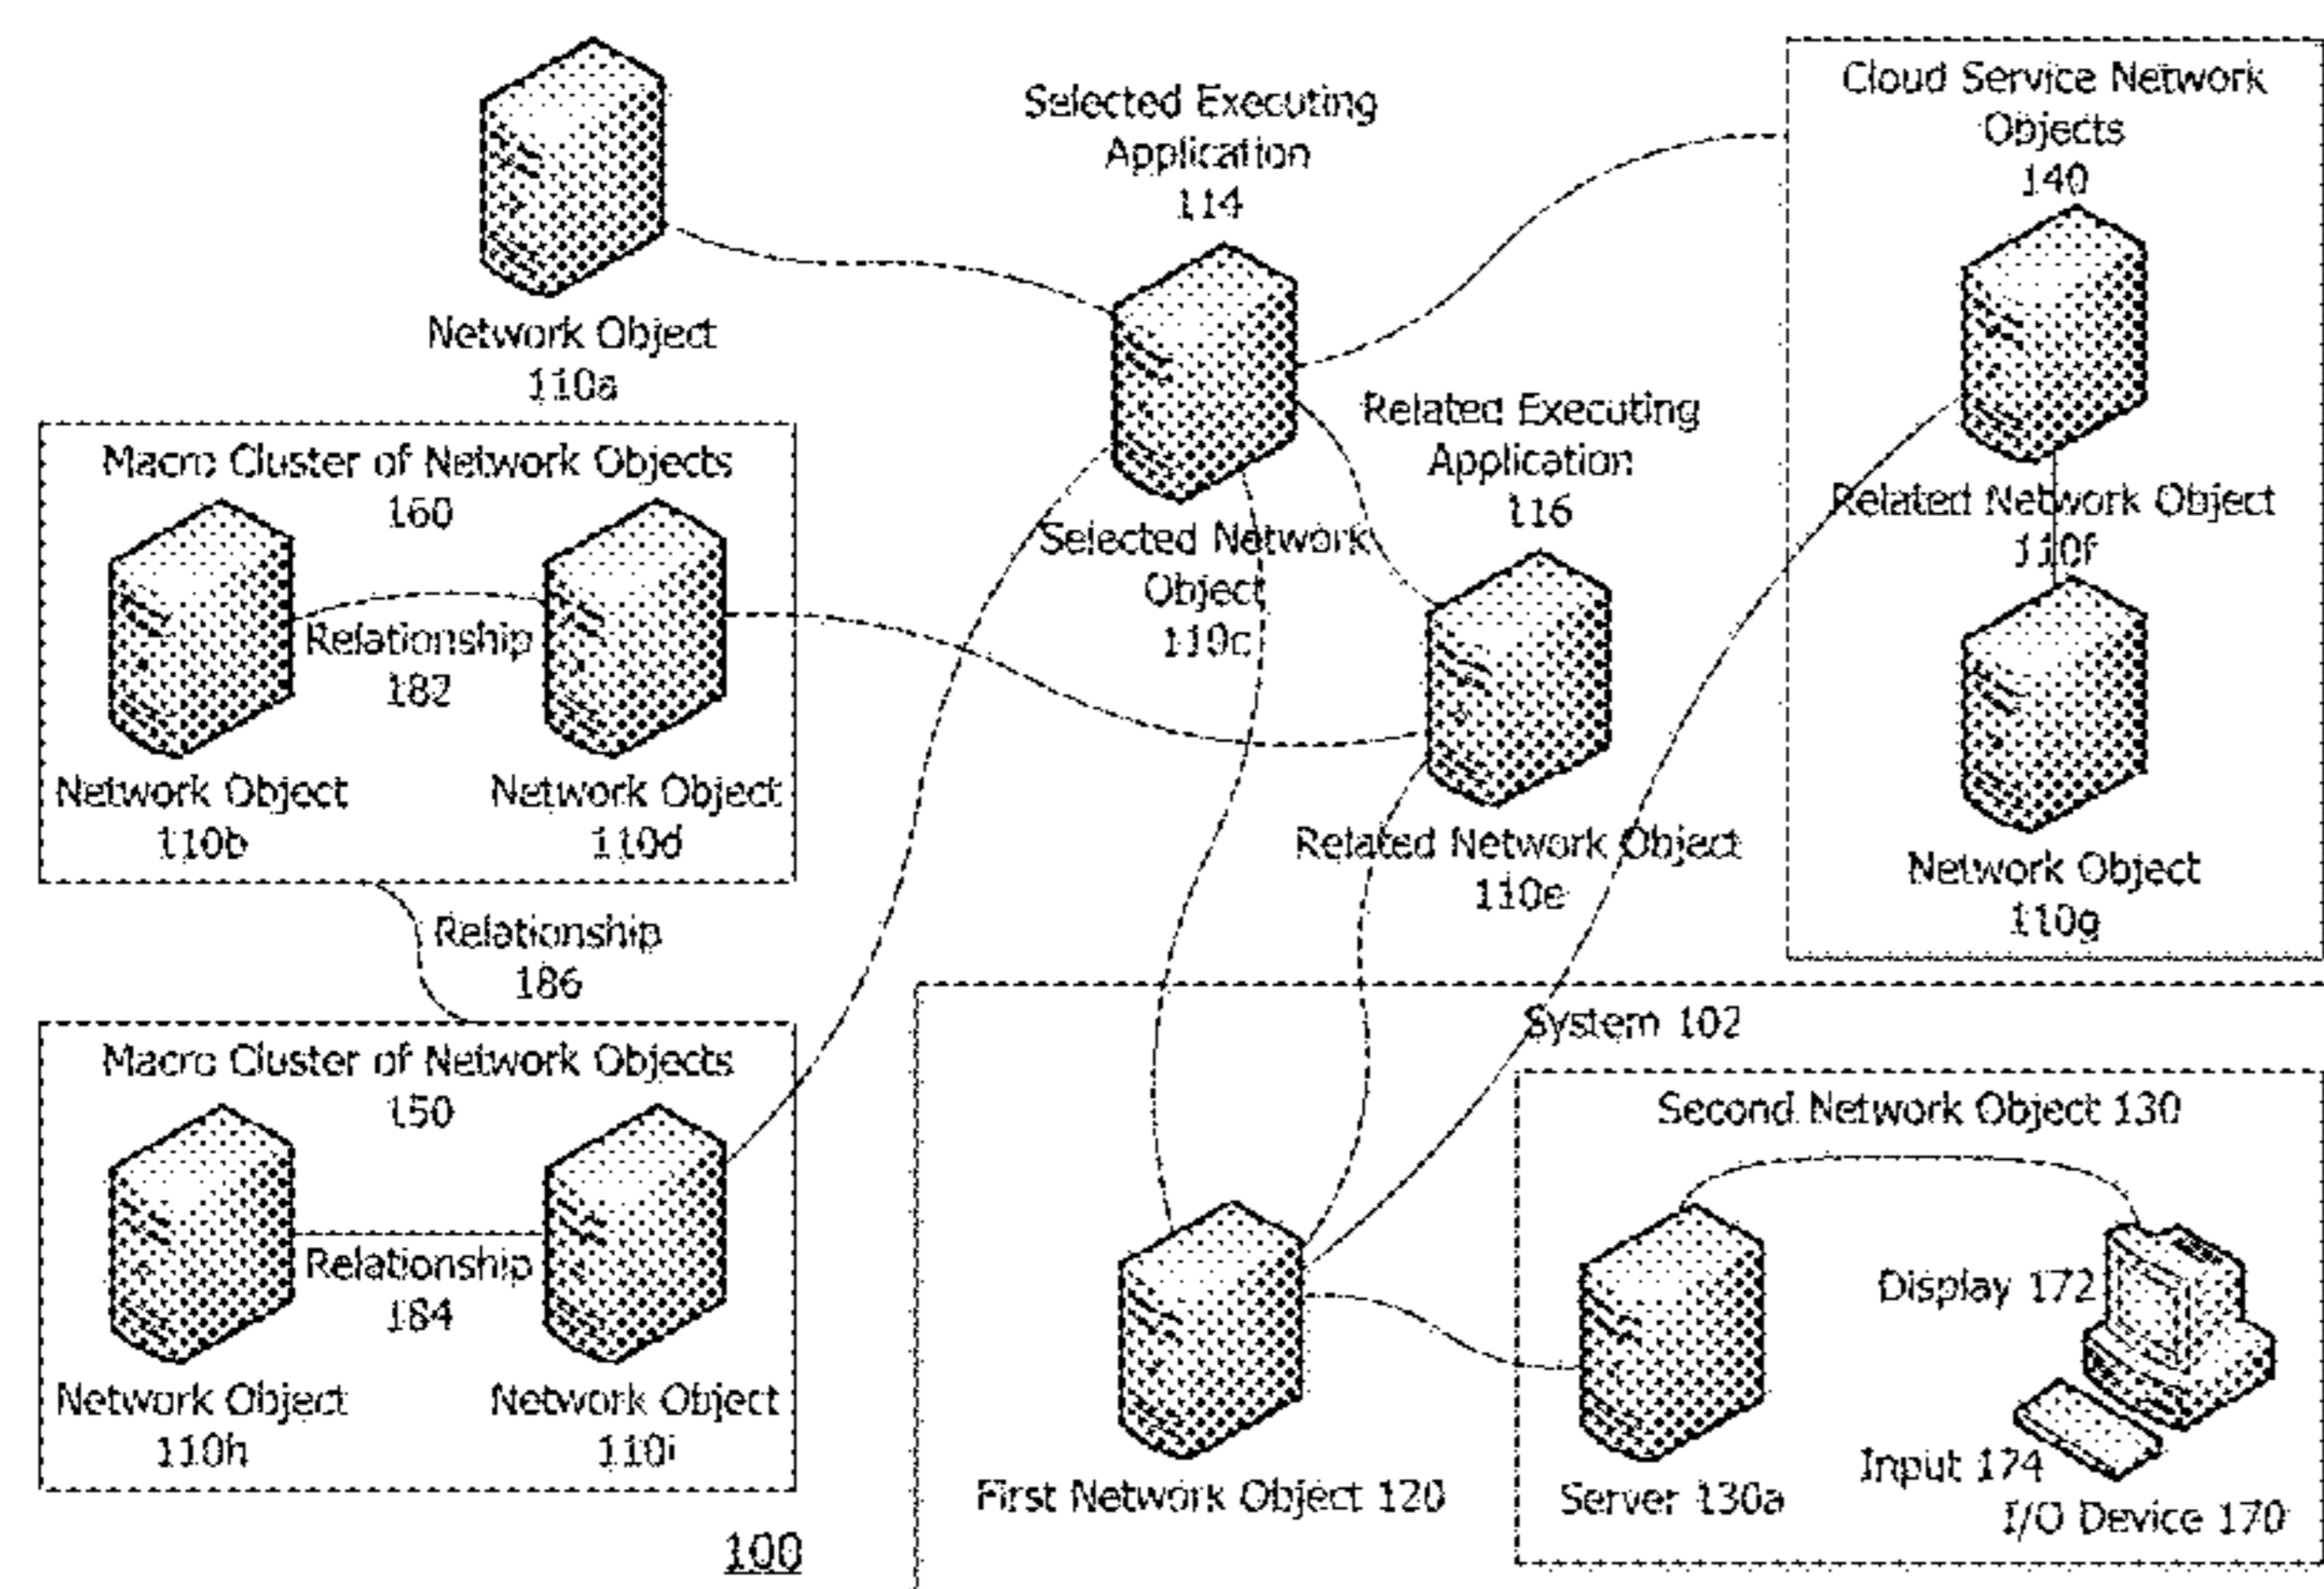 Selected Executing
Application
114
Cloud Service Network
Objects
140
Network Object
110a
Related Executing
Application
116
Macro Cluster of Network Objects
160
Selected Network
Object
110c
Related Network Object
110f
Relationship
182
Network Object
110b
Network Object
110d
Related Network Object
110e
Network Object
110g
Relationship
186
System 102
Macro Cluster of Network Objects
150
Second Network Object 130
Relationship
184
Display 172
Network Object
110h
Network Object
110i
First Network Object 120
Server 130a
Input 174
I/O Device 170
100